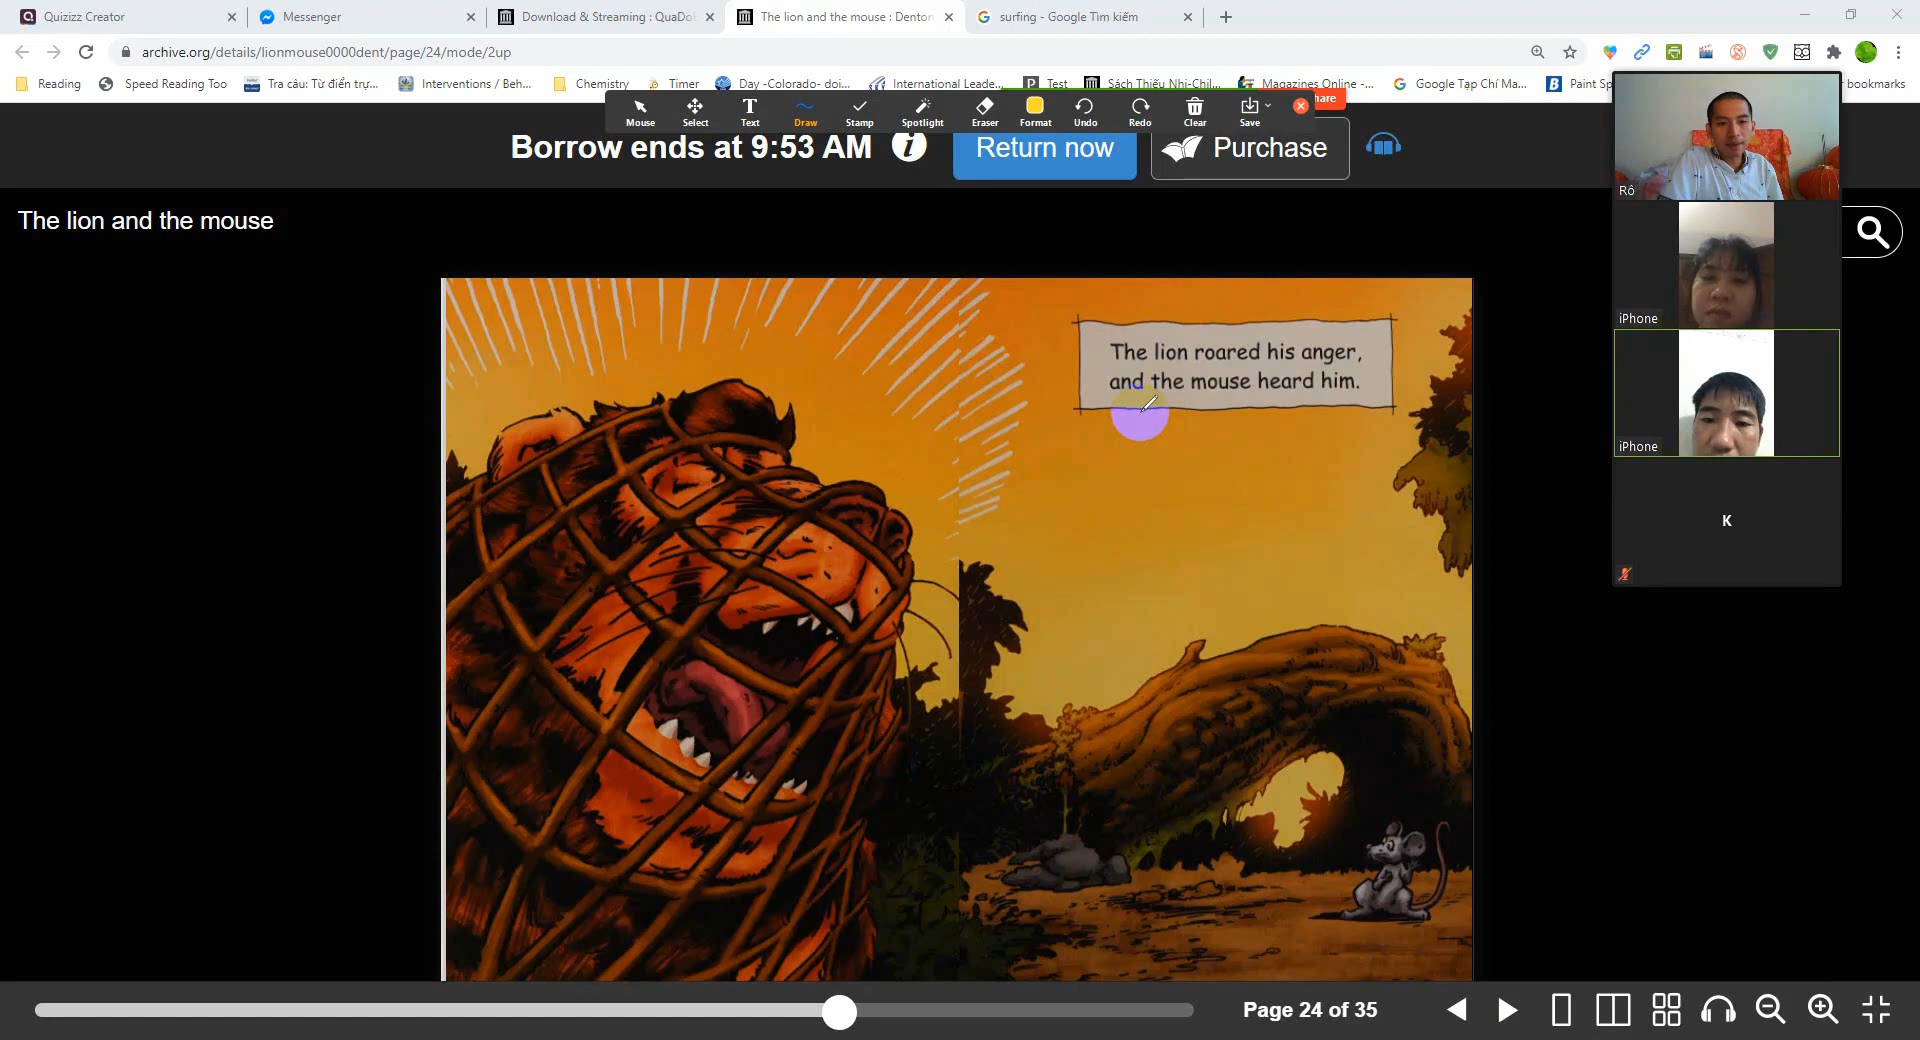 Quizizz Creator
Messenger
Download & Streaming : QuaDo
The lion and the mouse : Denton
surfing - Google Tìm kiếm
archive.org/details/lionmouse0000dent/page/24/mode/2up
Reading
Speed Reading Too
Tra câu: Từ điển trự...
Interventions / Beh...
Chemistry
Timer
Day -Colorado- doi...
International Leade...
Test
Sách Thiếu Nhi-Chil...
Magazines Online -...
Google Tạp Chí Ma...
Paint Sp
bookmarks
Mouse
Select
Text
Draw
Stamp
Spotlight
Eraser
Format
Undo
Redo
Clear
Save
hare
Borrow ends at 9:53 AM
Return now
Purchase
The lion and the mouse
The lion roared his anger,
and the mouse heard him.
Rô
iPhone
iPhone
K
Page 24 of 35